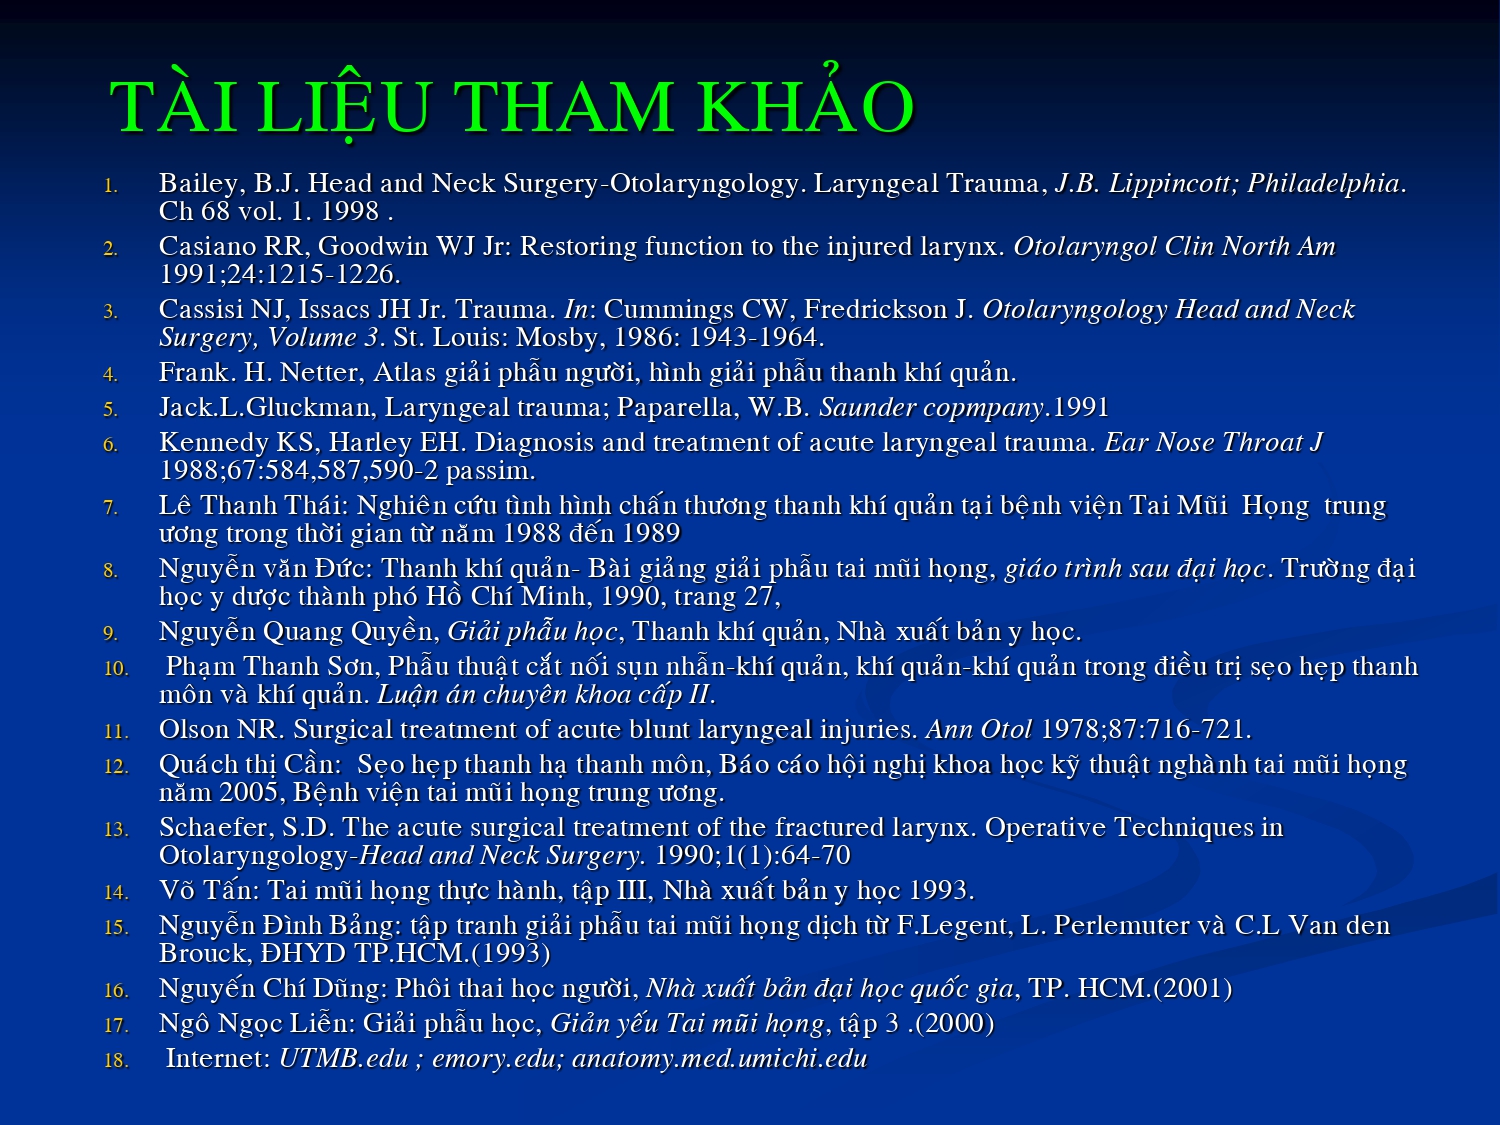 TÀI LIỆU THAM KHẢO
1. Bailey, B.J. Head and Neck Surgery-Otolaryngology. Laryngeal Trauma, J.B. Lippincott; Philadelphia.
Ch 68 vol. 1. 1998 .
2. Casiano RR, Goodwin WJ Jr: Restoring function to the injured larynx. Otolaryngol Clin North Am
1991;24:1215-1226.
3. Cassisi NJ, Issacs JH Jr. Trauma. In: Cummings CW, Fredrickson J. Otolaryngology Head and Neck
Surgery, Volume 3. St. Louis: Mosby, 1986: 1943-1964.
4. Frank. H. Netter, Atlas giải phẫu người, hình giải phẫu thanh khí quản.
5. Jack.L.Gluckman, Laryngeal trauma; Paparella, W.B. Saunder copmpany.1991
6. Kennedy KS, Harley EH. Diagnosis and treatment of acute laryngeal trauma. Ear Nose Throat J
1988;67:584,587,590-2 passim.
7. Lê Thanh Thái: Nghiên cứu tình hình chấn thương thanh khí quản tại bệnh viện Tai Mũi Họng trung
ương trong thời gian từ năm 1988 đến 1989
8. Nguyễn văn Đức: Thanh khí quản- Bài giảng giải phẫu tai mũi họng, giáo trình sau đại học. Trường đại
học y dược thành phó Hồ Chí Minh, 1990, trang 27,
9. Nguyễn Quang Quyền, Giải phẫu học, Thanh khí quản, Nhà xuất bản y học.
10. Phạm Thanh Sơn, Phẫu thuật cắt nối sụn nhẫn-khí quản, khí quản-khí quản trong điều trị sẹo hẹp thanh
môn và khí quản. Luận án chuyên khoa cấp II.
11. Olson NR. Surgical treatment of acute blunt laryngeal injuries. Ann Otol 1978;87:716-721.
12. Quách thị Cần: Sẹo hẹp thanh hạ thanh môn, Báo cáo hội nghị khoa học kỹ thuật nghành tai mũi họng
năm 2005, Bệnh viện tai mũi họng trung ương.
13. Schaefer, S.D. The acute surgical treatment of the fractured larynx. Operative Techniques in
Otolaryngology-Head and Neck Surgery. 1990;1(1):64-70
14. Võ Tấn: Tai mũi họng thực hành, tập III, Nhà xuất bản y học 1993.
15. Nguyễn Đình Bảng: tập tranh giải phẫu tai mũi họng dịch từ F.Legent, L. Perlemuter và C.L Van den
Brouck, ĐHYD TP.HCM.(1993)
16. Nguyến Chí Dũng: Phôi thai học người, Nhà xuất bản đại học quốc gia, TP. HCM.(2001)
17. Ngô Ngọc Liễn: Giải phẫu học, Giản yếu Tai mũi họng, tập 3 .(2000)
18. Internet: UTMB.edu ; emory.edu; anatomy.med.umichi.edu